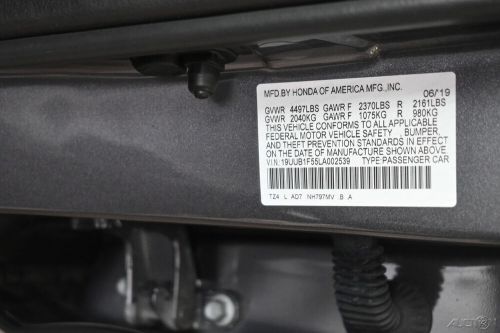 MFD.BY HONDA OF AMERICA MFG.,INC. 06/'19
GVWR 4497LBS GAWR F 2370LBS R 2161LBS
GVWR 2040KG GAWR F 1075KG R 980KG
THIS VEHICLE CONFORMS TO ALL APPLICABLE
FEDERAL MOTOR VEHICLE SAFETY , BUMPER,
AND THEFT PREVENTION STANDARDS IN EFFECT
ON THE DATE OF MANUFACTURE SHOWN ABOVE
V.I.N:19UUB1F55LA002539 TYPE:PASSENGER CAR
TZ4 L AD7 NH797MV B A